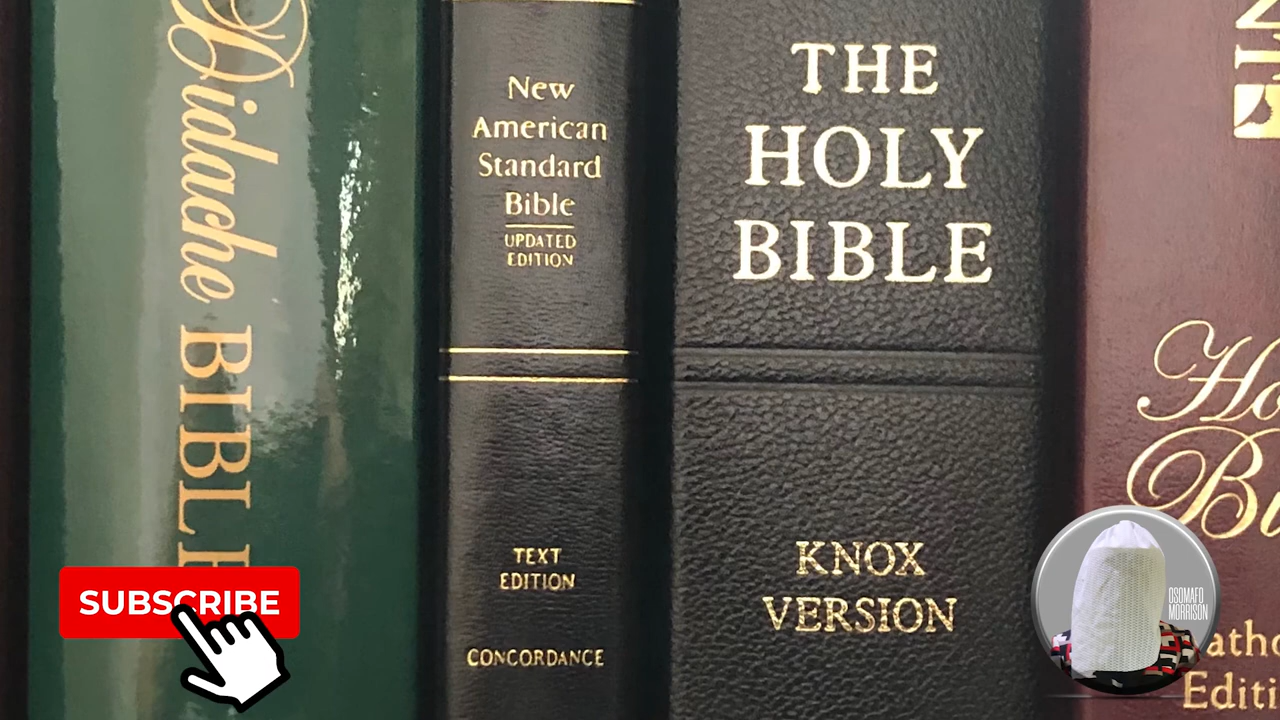 Didache BIBLE
New
American
Standard
Bible
UPDATED
EDITION
TEXT
EDITION
CONCORDANCE
THE
HOLY
BIBLE
KNOX
VERSION
SUBSCRIBE
OSOMAFO
MORRISON